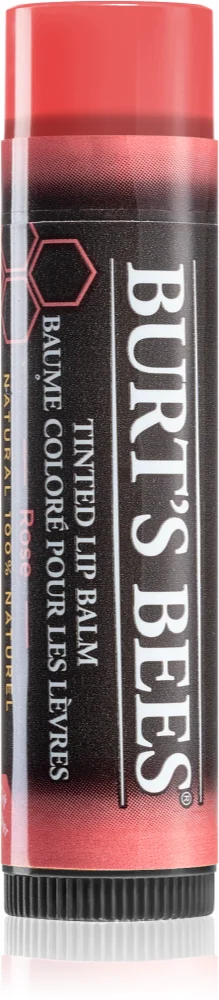 BURT'S BEES®
TINTED LIP BALM
BAUME COLORÉ POUR LES LÈVRES
Rose
NATURAL 100% NATUREL